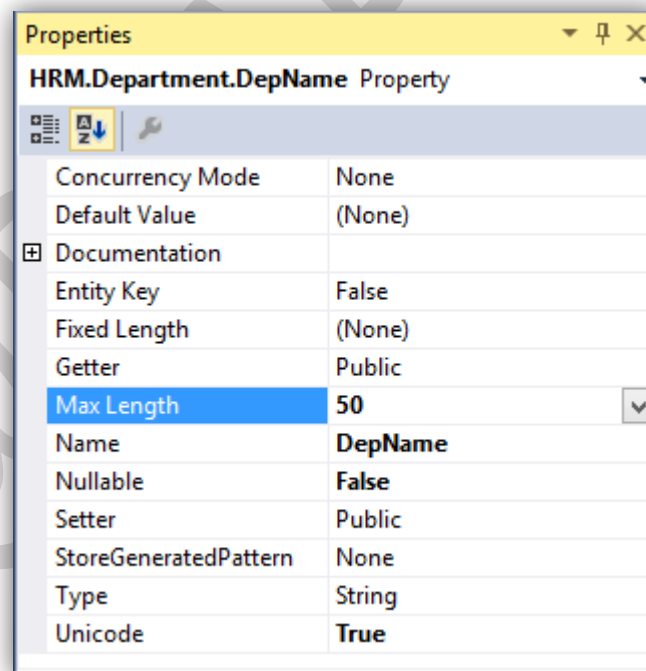 Properties
HRM.Department.DepName Property
Concurrency Mode None
Default Value (None)
Documentation
Entity Key False
Fixed Length (None)
Getter Public
Max Length 50
Name DepName
Nullable False
Setter Public
StoreGeneratedPattern None
Type String
Unicode True